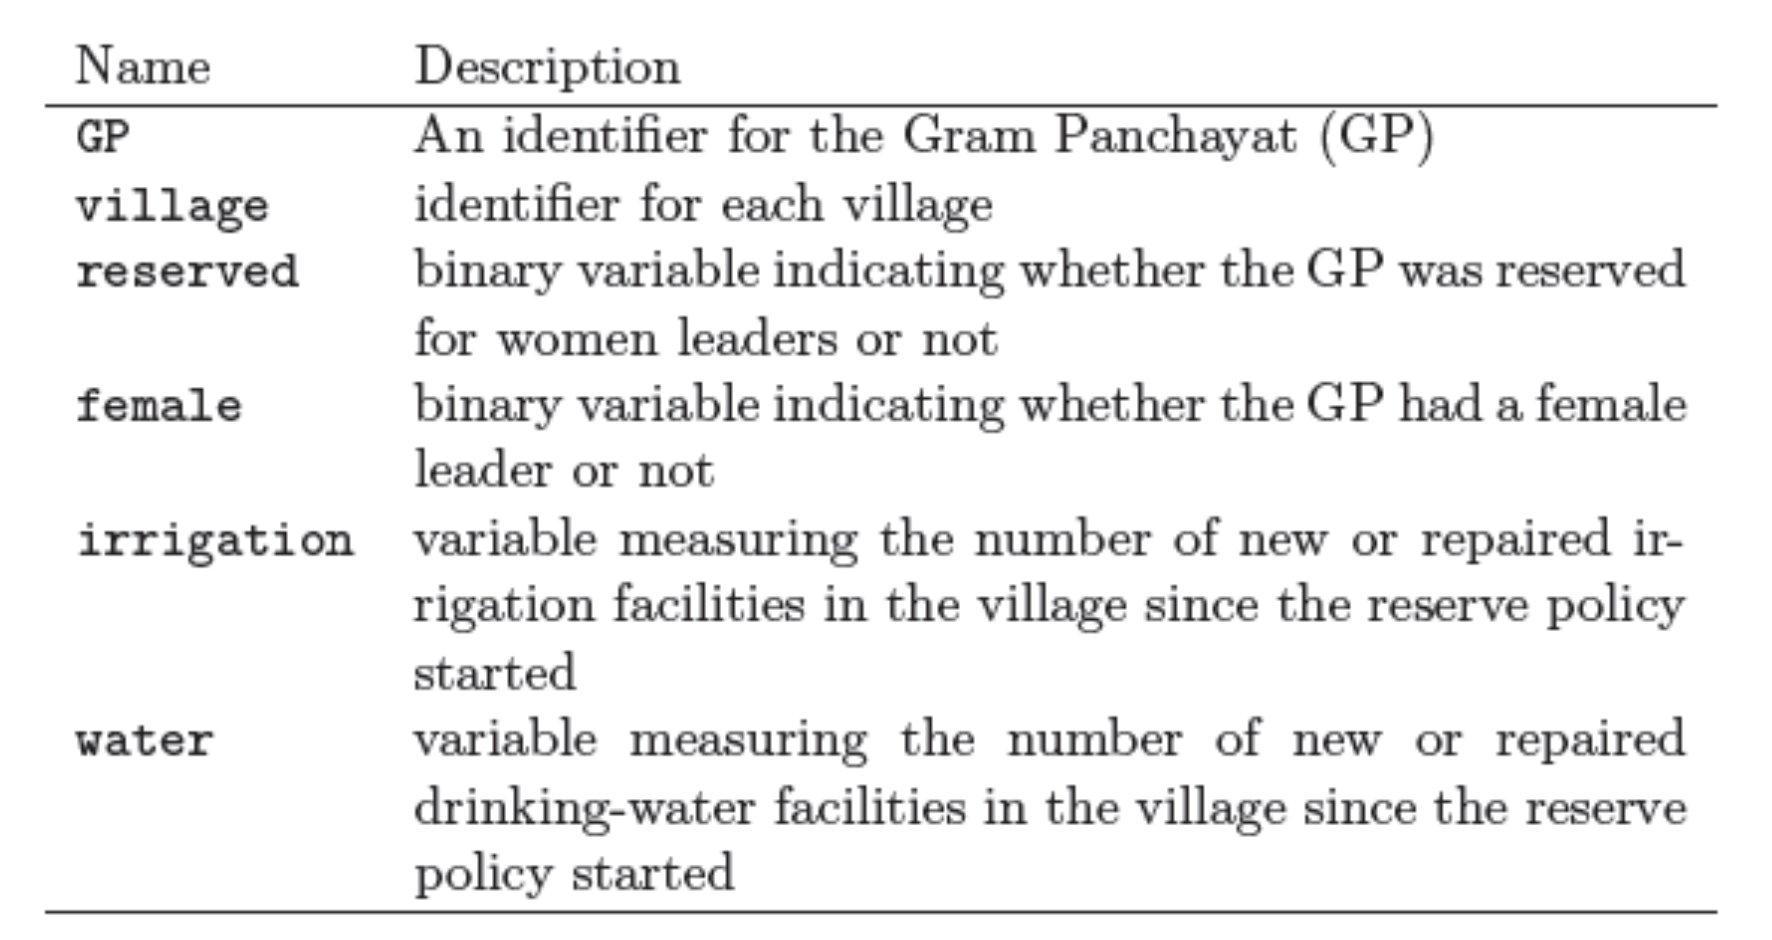 Name Description
GP An identifier for the Gram Panchayat (GP)
village identifier for each village
reserved binary variable indicating whether the GP was reserved
for women leaders or not
female binary variable indicating whether the GP had a female
leader or not
irrigation variable measuring the number of new or repaired ir-
rigation facilities in the village since the reserve policy
started
water variable measuring the number of new or repaired
drinking-water facilities in the village since the reserve
policy started